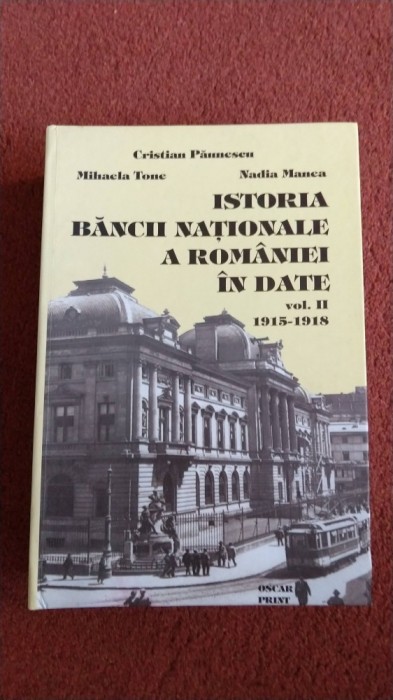 Cristian Păunescu
Mihaela Tone Nadia Manea
ISTORIA
BĂNCII NAȚIONALE
A ROMÂNIEI
ÎN DATE
vol. II
1915-1918
OSCAR
PRINT